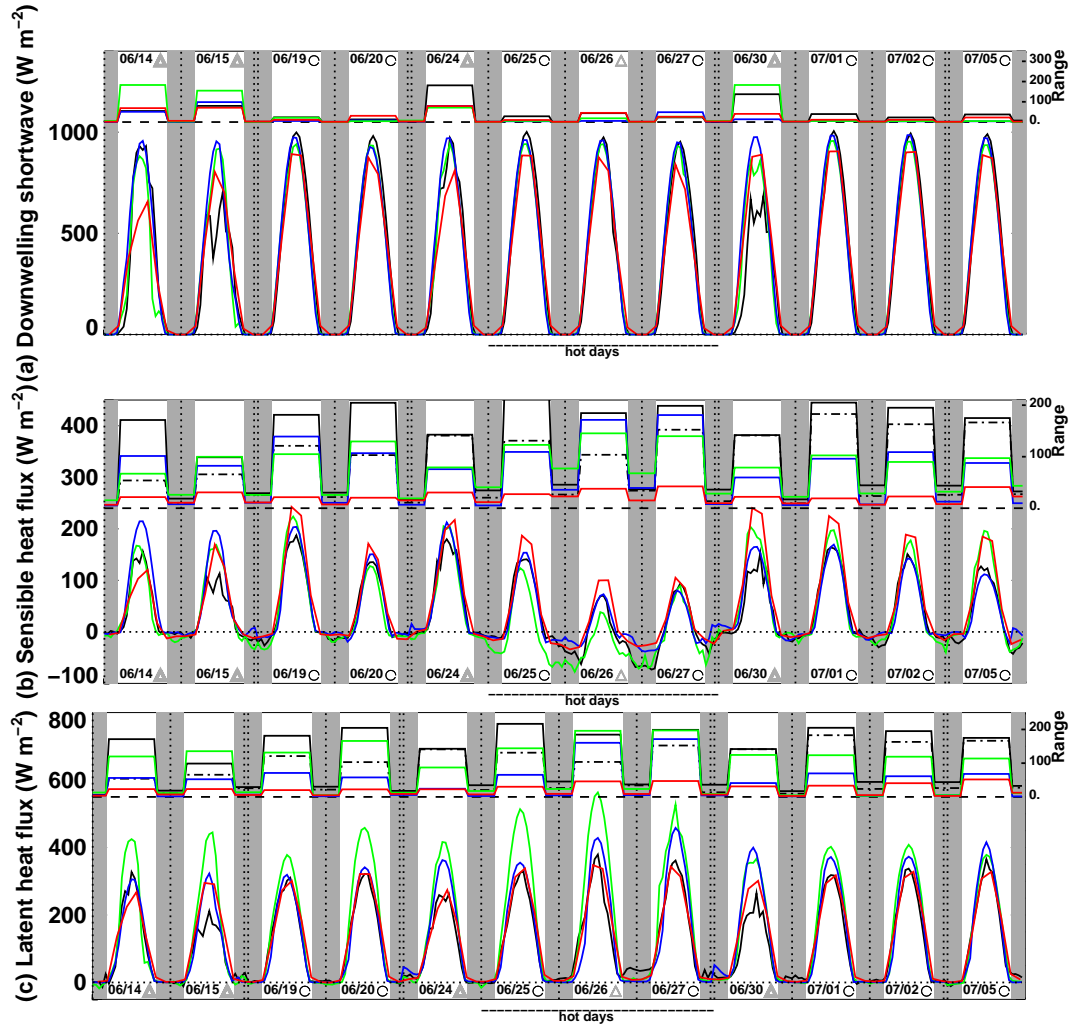 (a) Downwelling shortwave (W m−2)
06/14 06/15 06/19 06/20 06/24 06/25 06/26 06/27 06/30 07/01 07/02 07/05
300
200
100
0.
Range
1000
500
0
hot days
(b) Sensible heat flux (W m−2)
400
300
200
100
0
−100
200
100
0.
Range
06/14 06/15 06/19 06/20 06/24 06/25 06/26 06/27 06/30 07/01 07/02 07/05
hot days
(c) Latent heat flux (W m−2)
800
600
400
200
0
200
100
0.
Range
06/14 06/15 06/19 06/20 06/24 06/25 06/26 06/27 06/30 07/01 07/02 07/05
hot days